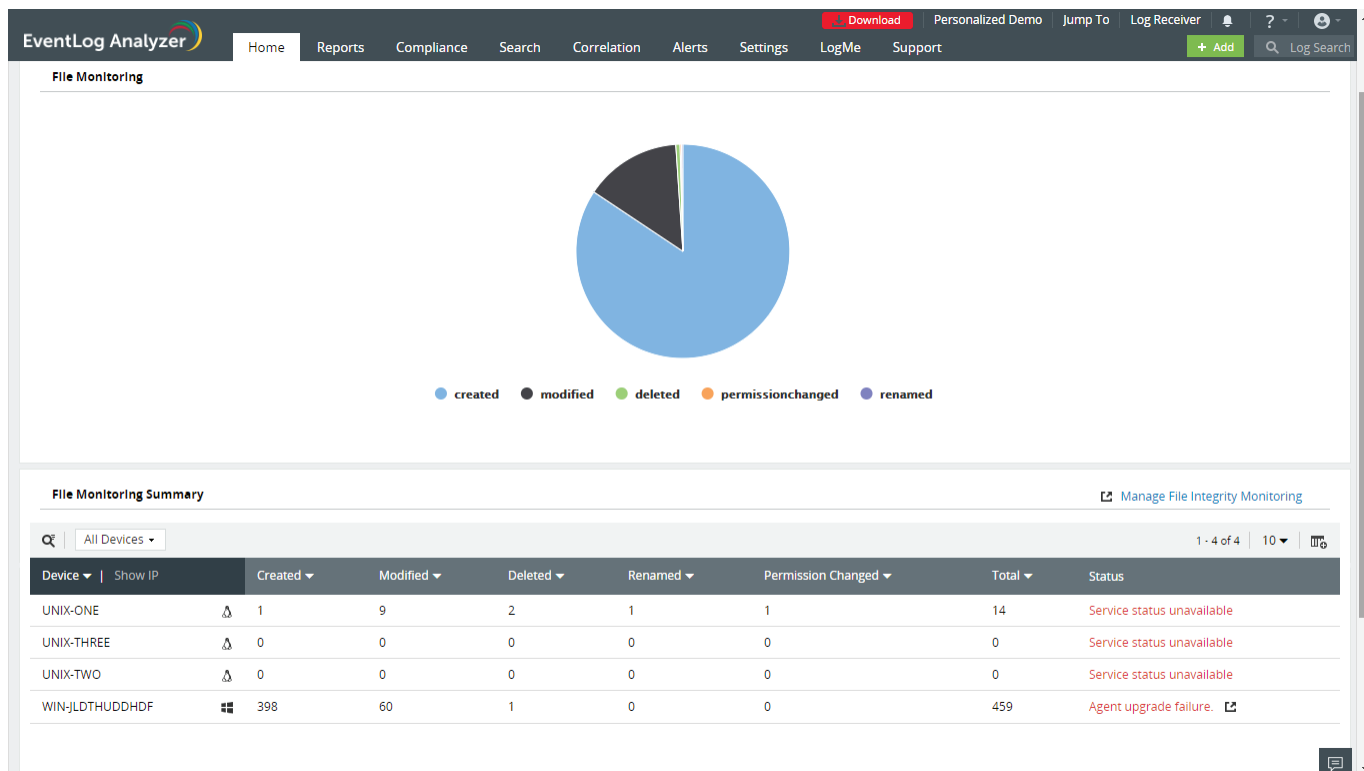 Download Personalized Demo Jump To Log Receiver ?
EventLog Analyzer Home Reports Compliance Search Correlation Alerts Settings LogMe Support + Add Log Search
File Monitoring
created modified deleted permissionchanged renamed
File Monitoring Summary Manage File Integrity Monitoring
All Devices 1 - 4 of 4 10
Device | Show IP Created Modified Deleted Renamed Permission Changed Total Status
UNIX-ONE 1 9 2 1 1 14 Service status unavailable
UNIX-THREE 0 0 0 0 0 0 Service status unavailable
UNIX-TWO 0 0 0 0 0 0 Service status unavailable
WIN-JLDTHUDDHDF 398 60 1 0 0 459 Agent upgrade failure.